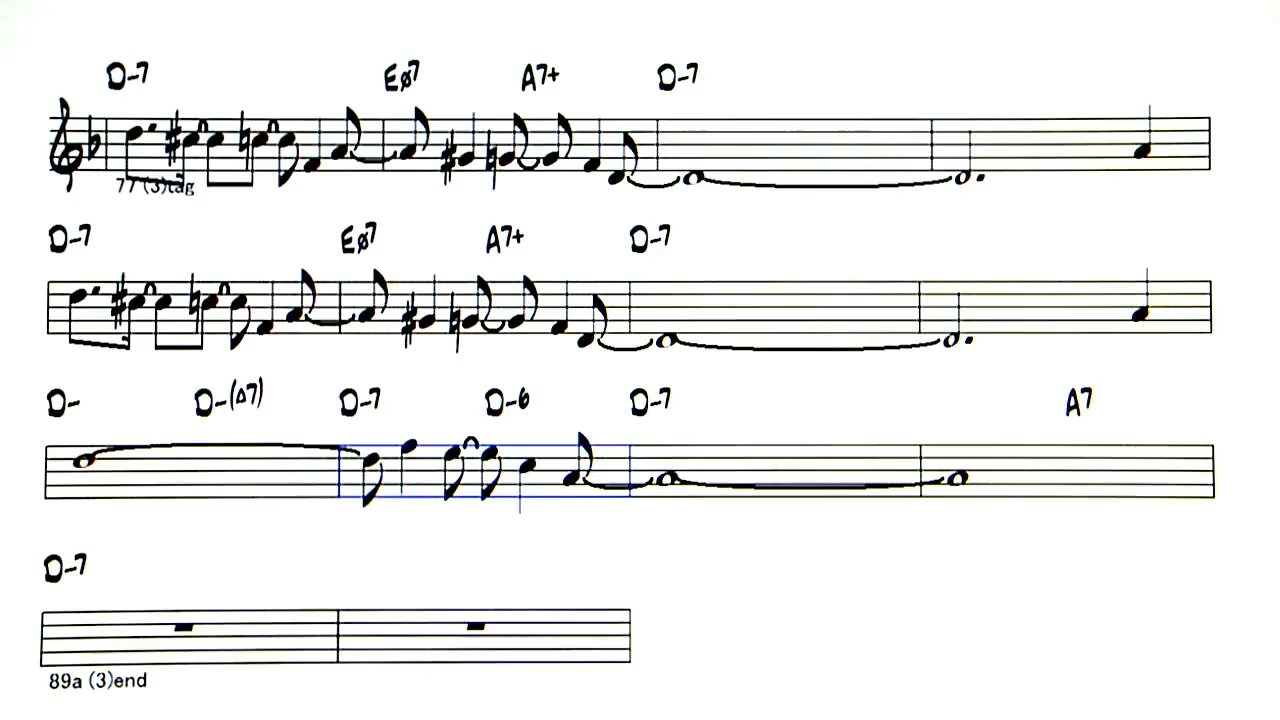 D-7 Eø7 A7+ D-7
77 (3)tag
D-7 Eø7 A7+ D-7
D- D-(Δ7) D-7 D-6 D-7 A7
D-7
89a (3)end